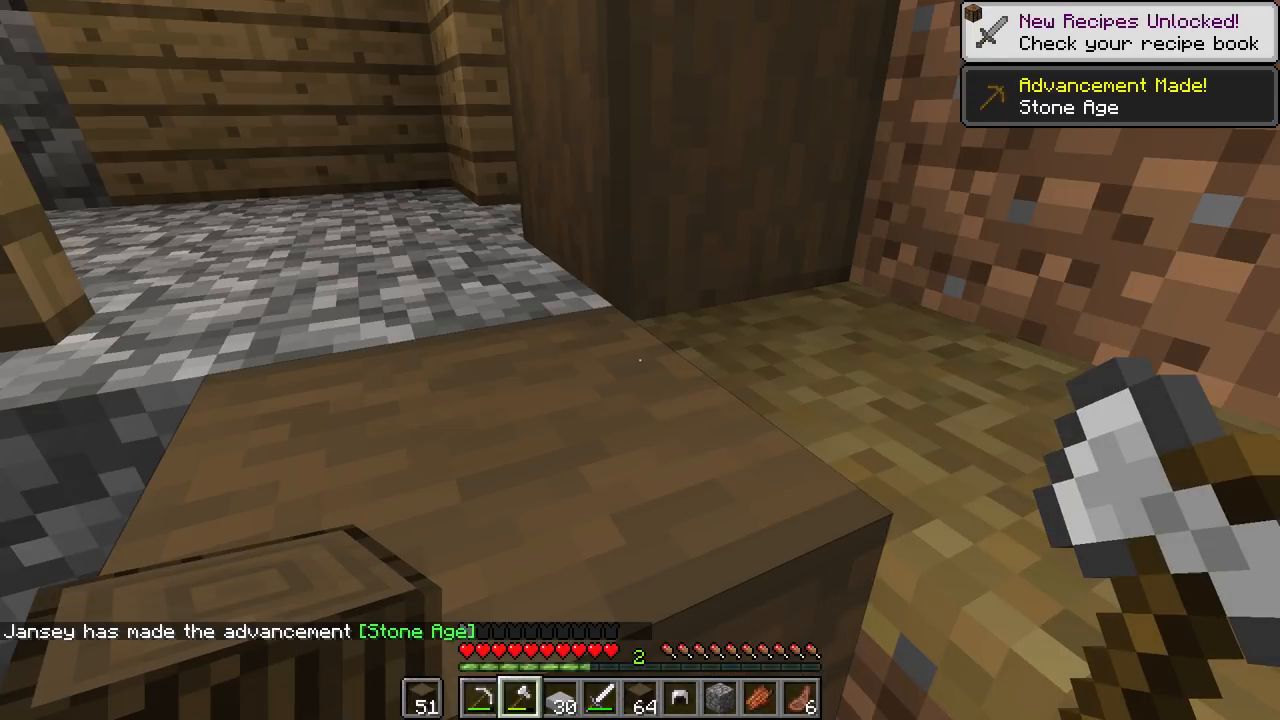 New Recipes Unlocked!
Check your recipe book
Advancement Made!
Stone Age
Jansey has made the advancement [Stone Age]
2
51
30
64
6